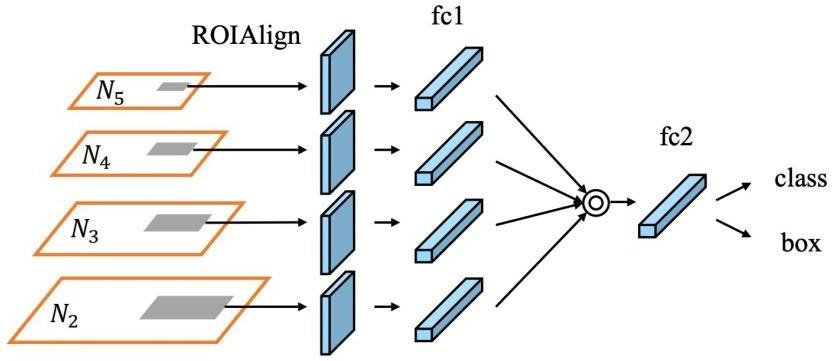 fc1
ROIAlign
N₅
N₄
fc2
class
N₃
box
N₂